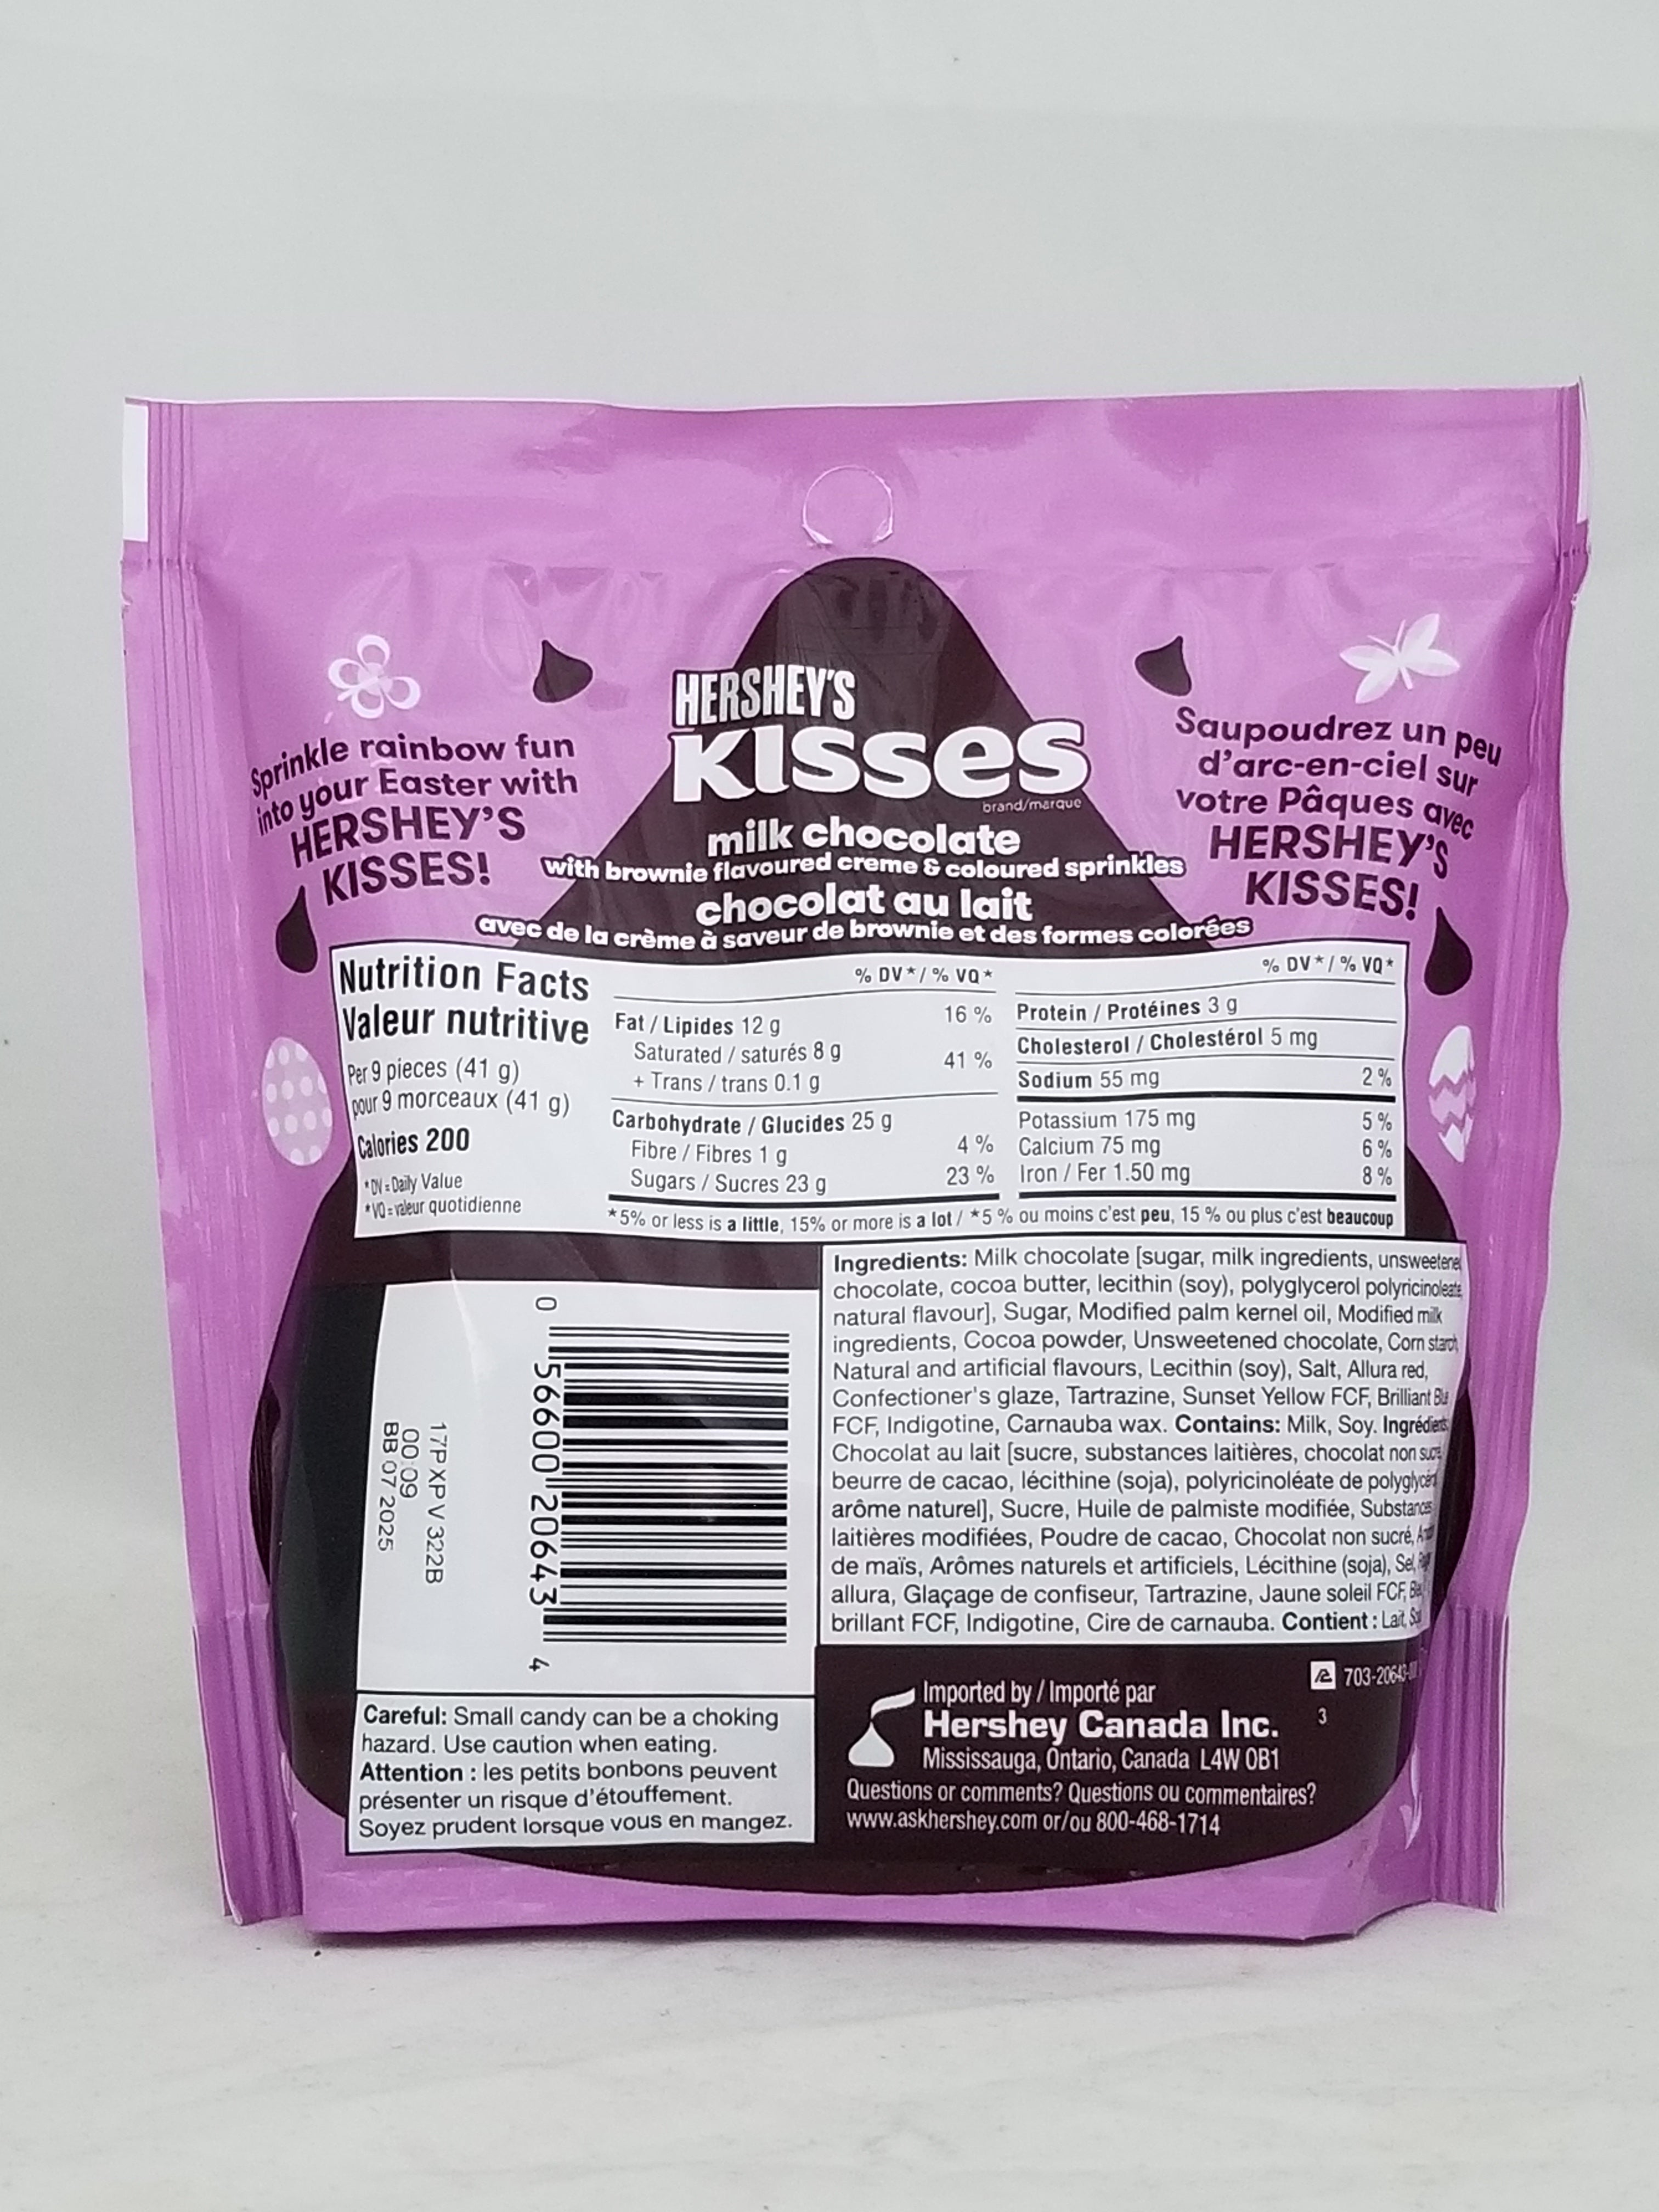 Sprinkle rainbow fun
into your Easter with
HERSHEY'S
KISSES!
HERSHEY'S
KISSES
brand/marque
milk chocolate
with brownie flavoured creme & coloured sprinkles
chocolat au lait
avec de la crème à saveur de brownie et des formes colorées
Saupoudrez un peu
d'arc-en-ciel sur
votre Pâques avec
HERSHEY'S
KISSES!
Nutrition Facts
Valeur nutritive
Per 9 pieces (41 g)
pour 9 morceaux (41 g)
Calories 200
*DV = Daily Value
*VQ = valeur quotidienne
% DV*/ % VQ*
Fat / Lipides 12 g 16 %
Saturated / saturés 8 g
+ Trans / trans 0.1 g 41 %
Carbohydrate / Glucides 25 g
Fibre / Fibres 1 g 4 %
Sugars / Sucres 23 g 23 %
% DV*/ % VQ*
Protein / Protéines 3 g
Cholesterol / Cholestérol 5 mg
Sodium 55 mg 2 %
Potassium 175 mg 5 %
Calcium 75 mg 6 %
Iron / Fer 1.50 mg 8 %
*5% or less is a little, 15% or more is a lot / *5 % ou moins c'est peu, 15 % ou plus c'est beaucoup
Ingredients: Milk chocolate [sugar, milk ingredients, unsweetened
chocolate, cocoa butter, lecithin (soy), polyglycerol polyricinoleate,
natural flavour], Sugar, Modified palm kernel oil, Modified milk
ingredients, Cocoa powder, Unsweetened chocolate, Corn starch,
Natural and artificial flavours, Lecithin (soy), Salt, Allura red,
Confectioner's glaze, Tartrazine, Sunset Yellow FCF, Brilliant Blue
FCF, Indigotine, Carnauba wax. Contains: Milk, Soy. Ingrédients:
Chocolat au lait [sucre, substances laitières, chocolat non sucré,
beurre de cacao, lécithine (soja), polyricinoléate de
arôme naturel], Sucre, Huile de palmiste modifiée, Substances
laitières modifiées, Poudre de cacao, Chocolat non sucré,
de maïs, Arômes naturels et artificiels, Lécithine (soja), Sel,
allura, Glaçage de confiseur, Tartrazine, Jaune soleil FCF,
brillant FCF, Indigotine, Cire de carnauba. Contient : Lait,
0 56600 20643 4
17P XP V 322B
00:09
BB 07 2025
Careful: Small candy can be a choking
hazard. Use caution when eating.
Attention : les petits bonbons peuvent
présenter un risque d'étouffement.
Soyez prudent lorsque vous en mangez.
Imported by / Importé par
Hershey Canada Inc.
Mississauga, Ontario, Canada L4W 0B1
Questions or comments? Questions ou commentaires?
www.askhershey.com or/ou 800-468-1714
3